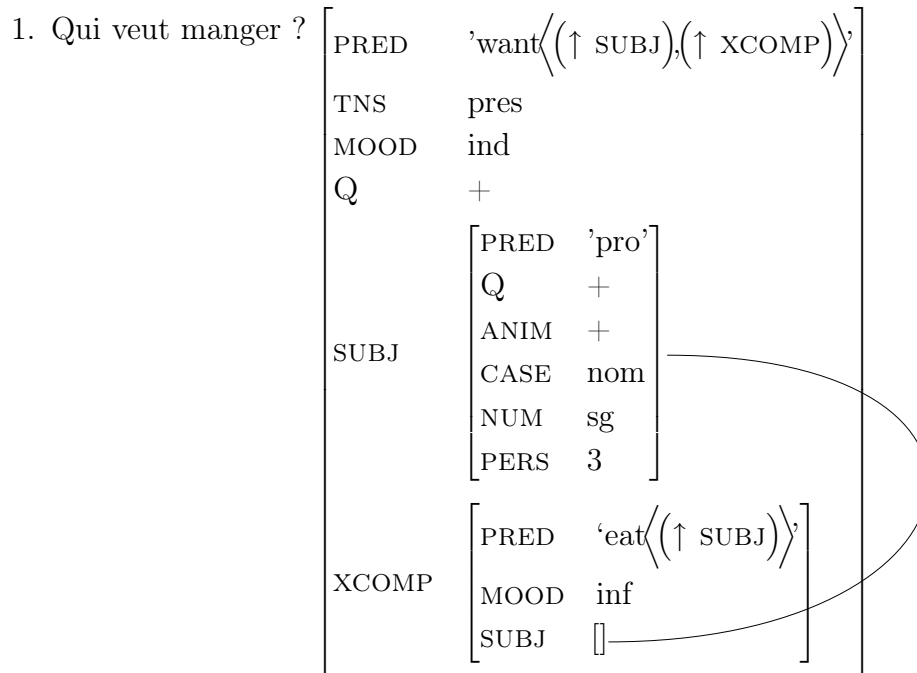 1. Qui veut manger ?
PRED ’want⟨(↑ SUBJ),(↑ XCOMP)⟩’
TNS pres
MOOD ind
Q +
SUBJ
PRED ’pro’
Q +
ANIM +
CASE nom
NUM sg
PERS 3
XCOMP
PRED ‘eat⟨(↑ SUBJ)⟩’
MOOD inf
SUBJ []